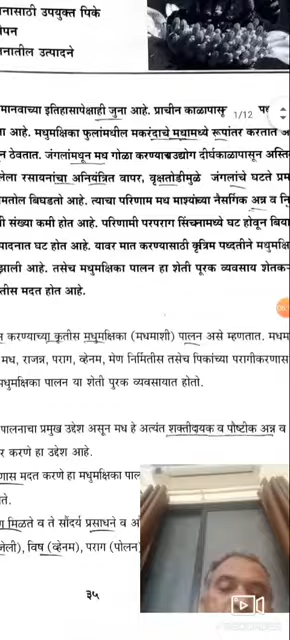 नासाठी उपयुक्त पिके
पन
नातील उत्पादने
मानवाच्या इतिहासापेक्षाही जुना आहे. प्राचीन काळापासू
1/12
ा आहे. मधुमक्षिका फुलांमधील मकरंदाचे मधामध्ये रूपांतर करतात
न ठेवतात. जंगलांमधून मध गोळा करण्याचा उद्योग दीर्घकाळापासून अस्ति
लेला रसायनांचा अनियंत्रित वापर, वृक्षतोडीमुळे जंगलांचे घटते प्रम
मतोल बिघडतो आहे. त्याचा परिणाम मध माश्यांच्या नैसर्गिक अन्न व नि
ी संख्या कमी होत आहे. परिणामी परपराग सिंचनामध्ये घट होवून बिया
पादनात घट होत आहे. यावर मात करण्यासाठी कृत्रिम पध्दतीने मधुमक्षि
झाली आहे. तसेच मधुमक्षिका पालन हा शेती पूरक व्यवसाय शेतक
तीस मदत होत आहे.
करण्याच्या कृतीस मधुमक्षिका (मधमाशी) पालन असे म्हणतात. मधम
मध, राजन्न, पराग, व्हेनम, मेण निर्मितीस तसेच पिकांच्या परागीकरणास
मधुमक्षिका पालन या शेती पुरक व्यवसायात होतो.
पालनाचा प्रमुख उद्देश असून मध हे अत्यंत शक्तीदायक व पौष्टीक अन्न व
र करणे हा उद्देश आहे.
णास मदत करणे हा मधुमक्षिका पाल
ते.
मिळते व ते सौंदर्य प्रसाधने व
जेली), विष (व्हेनम), पराग (पोलन
३५